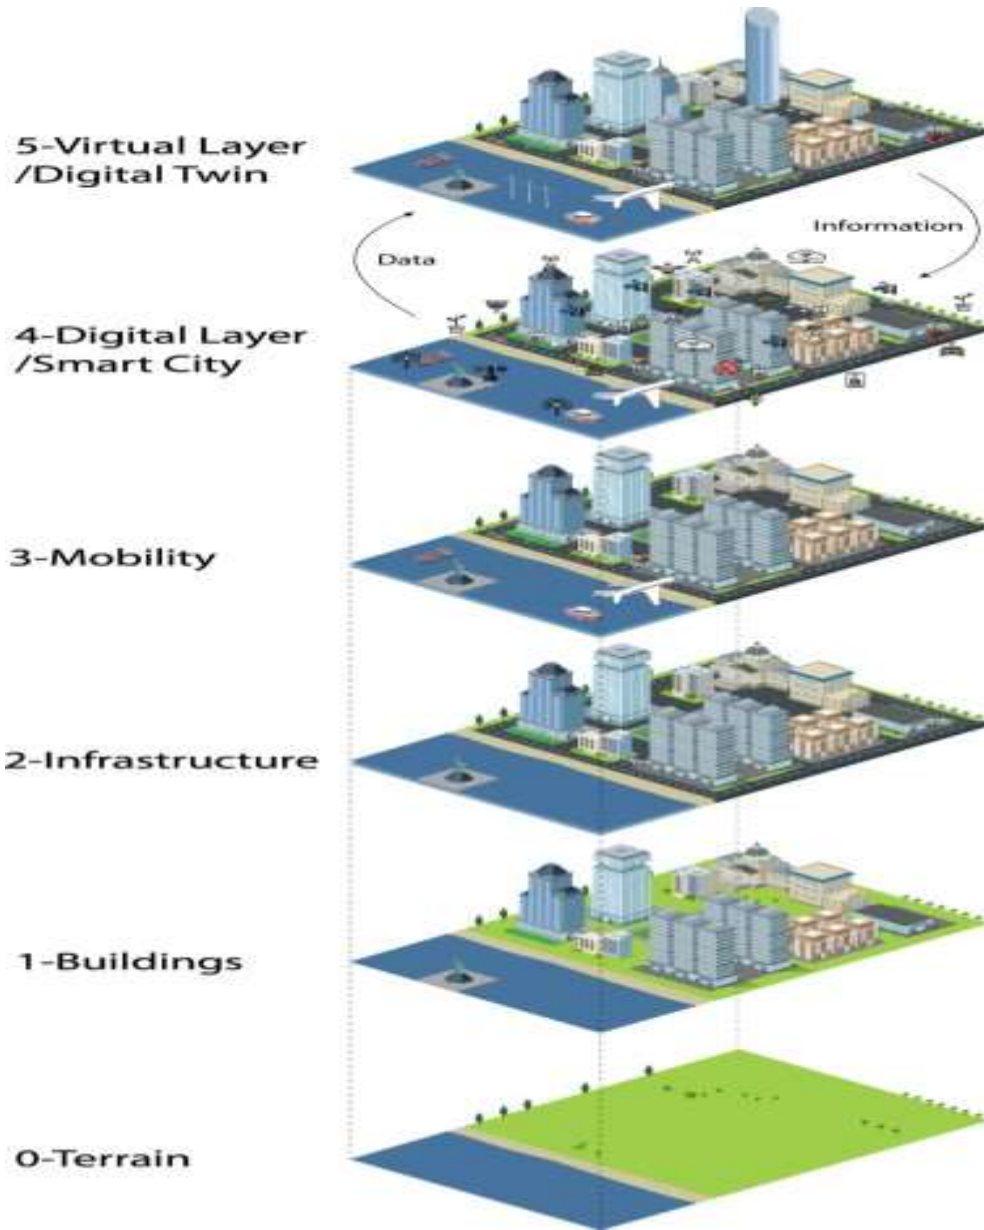 5-Virtual Layer
/Digital Twin
Information
Data
4-Digital Layer
/Smart City
3-Mobility
2-Infrastructure
1-Buildings
0-Terrain